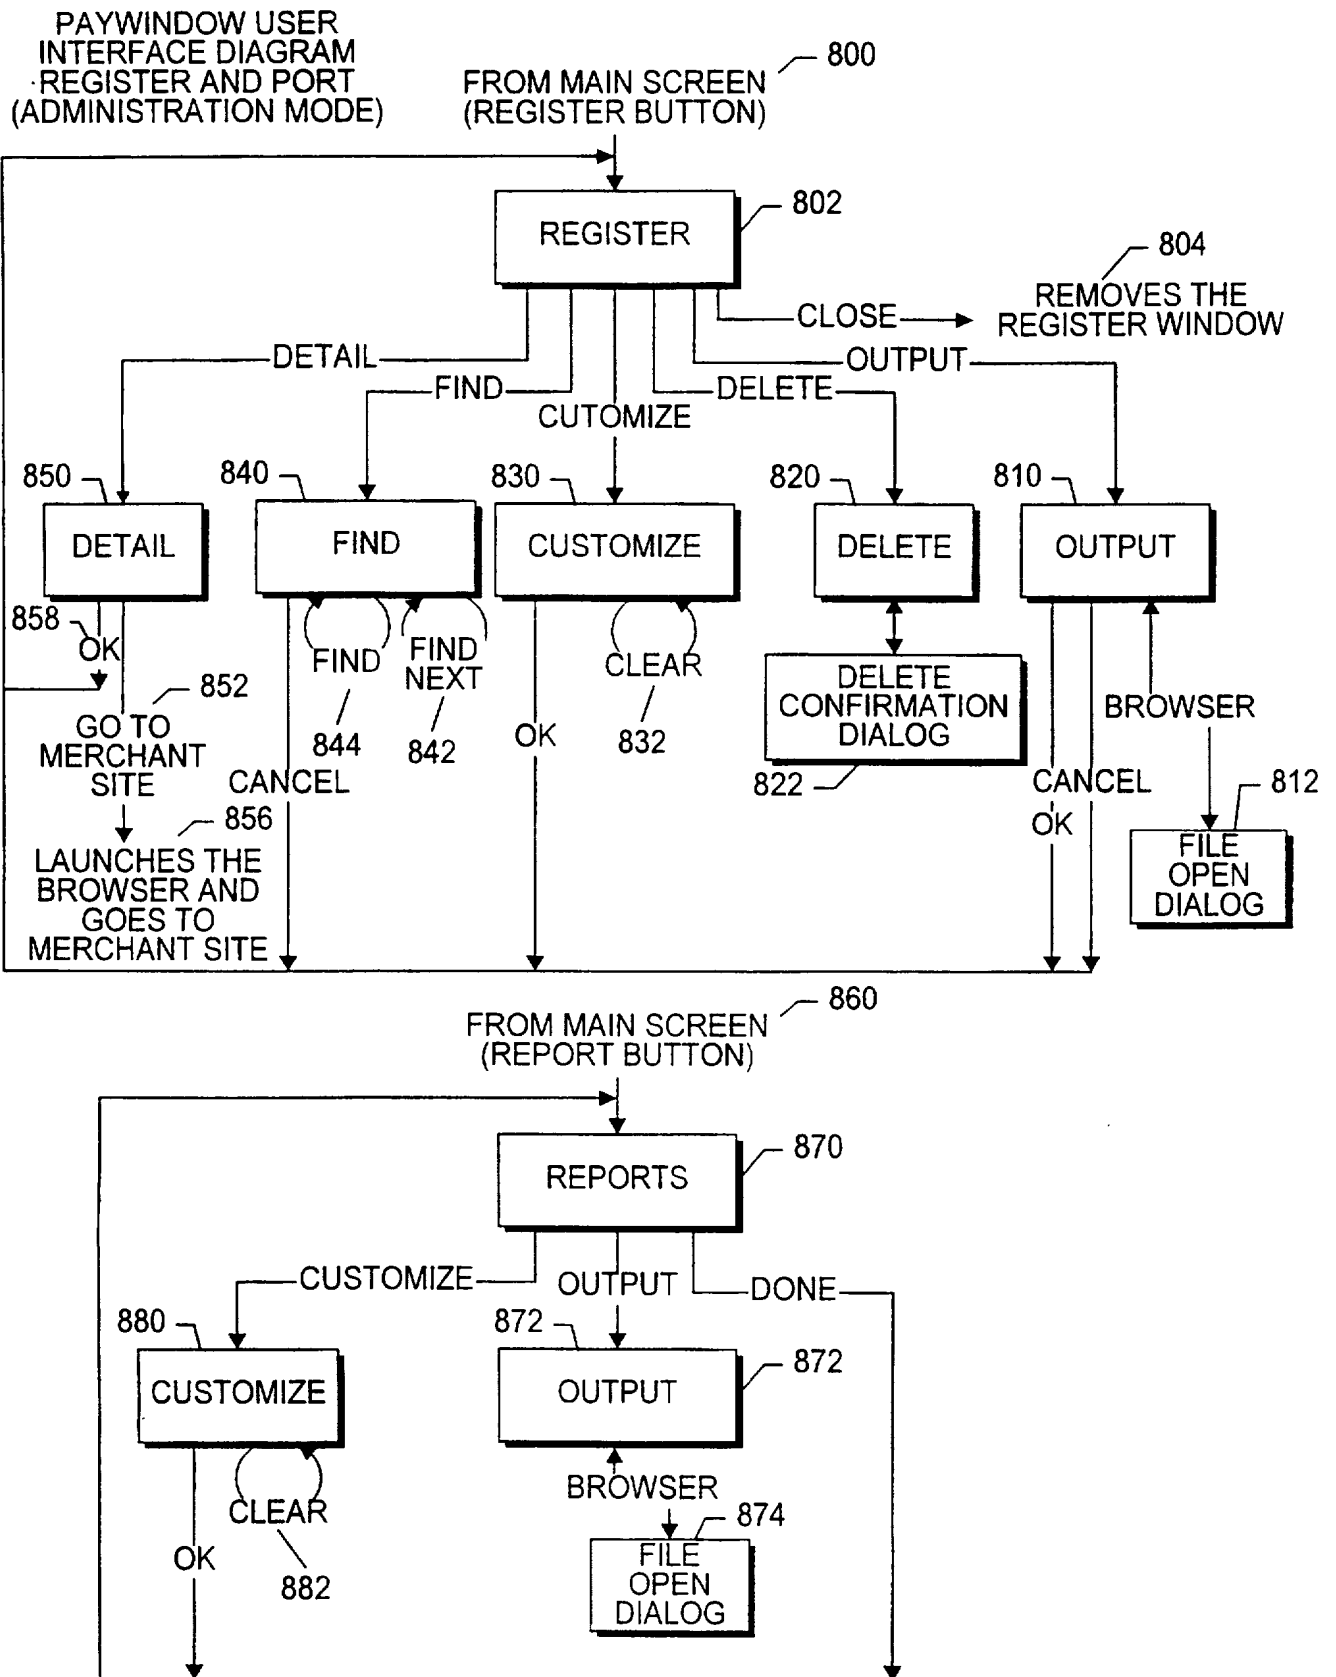 PAYWINDOW USER
INTERFACE DIAGRAM
REGISTER AND PORT
(ADMINISTRATION MODE)
800
FROM MAIN SCREEN
(REGISTER BUTTON)
802
REGISTER
804
REMOVES THE
REGISTER WINDOW
CLOSE
DETAIL
OUTPUT
FIND
DELETE
CUTOMIZE
850
840
830
820
810
DETAIL
FIND
CUSTOMIZE
DELETE
OUTPUT
858
OK
FIND
FIND
NEXT
CLEAR
DELETE
CONFIRMATION
DIALOG
BROWSER
852
GO TO
MERCHANT
SITE
844
842
OK
832
822
CANCEL
CANCEL
OK
812
FILE
OPEN
DIALOG
856
LAUNCHES THE
BROWSER AND
GOES TO
MERCHANT SITE
860
FROM MAIN SCREEN
(REPORT BUTTON)
870
REPORTS
CUSTOMIZE
OUTPUT
DONE
880
872
872
CUSTOMIZE
OUTPUT
BROWSER
CLEAR
874
OK
882
FILE
OPEN
DIALOG